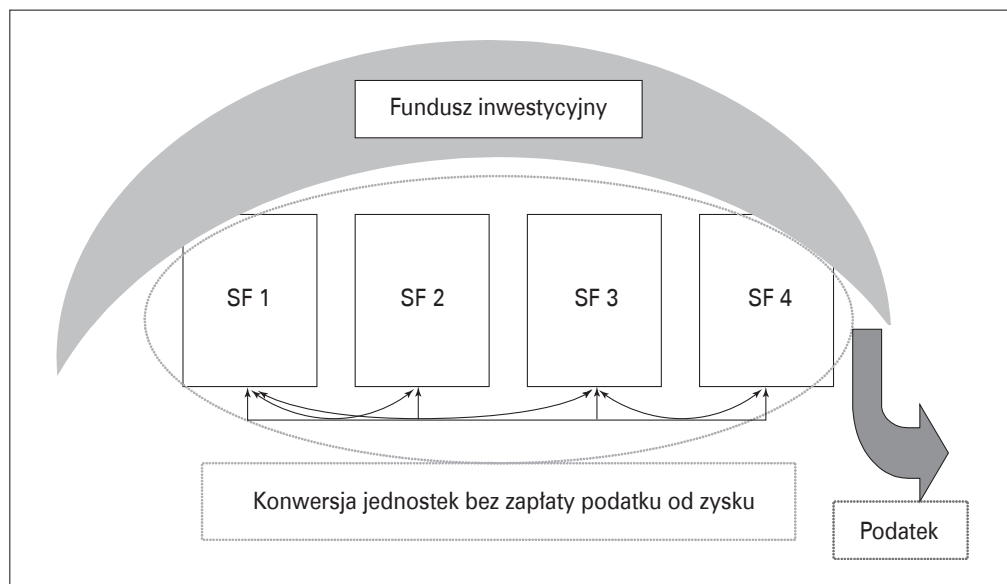 Fundusz inwestycyjny
SF 1
SF 2
SF 3
SF 4
Konwersja jednostek bez zapłaty podatku od zysku
Podatek